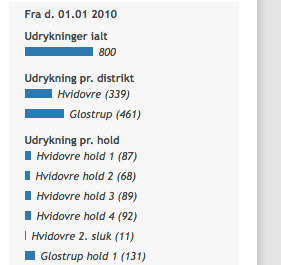 Fra d. 01.01 2010
Udrykninger ialt
800
Udrykning pr. distrikt
Hvidovre (339)
Glostrup (461)
Udrykning pr. hold
Hvidovre hold 1 (87)
Hvidovre hold 2 (68)
Hvidovre hold 3 (89)
Hvidovre hold 4 (92)
Hvidovre 2. sluk (11)
Glostrup hold 1 (131)